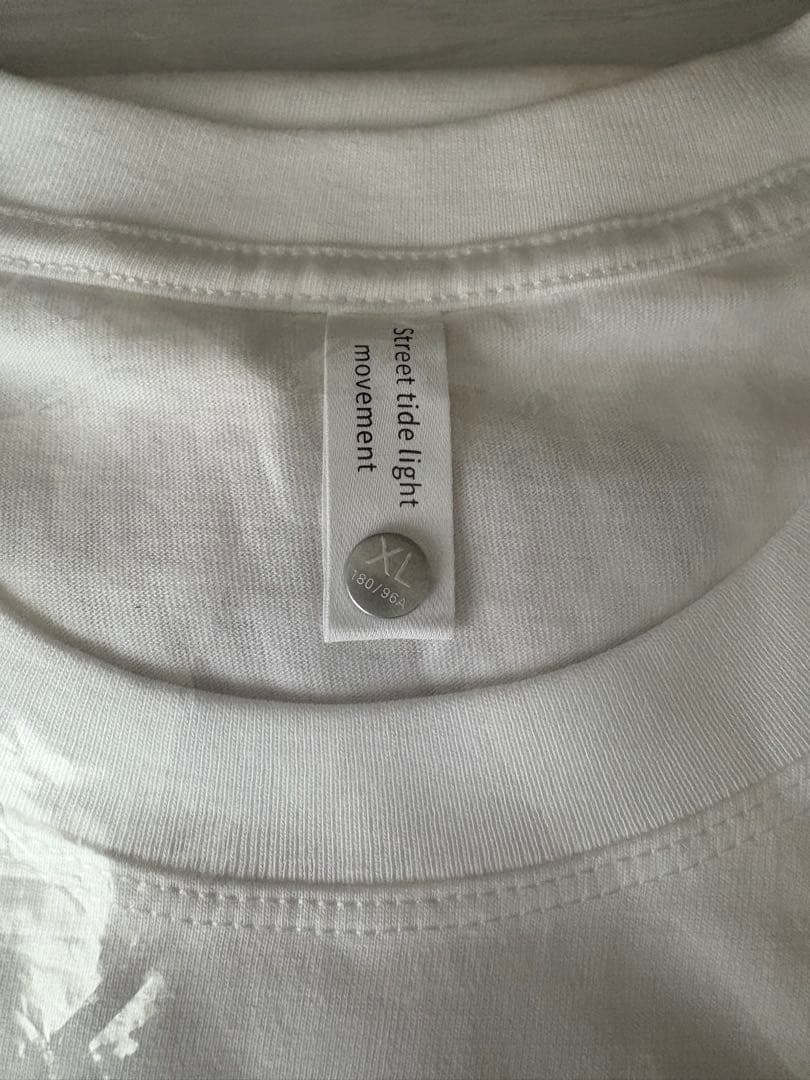 Street tide light
movement
XL
180/96A